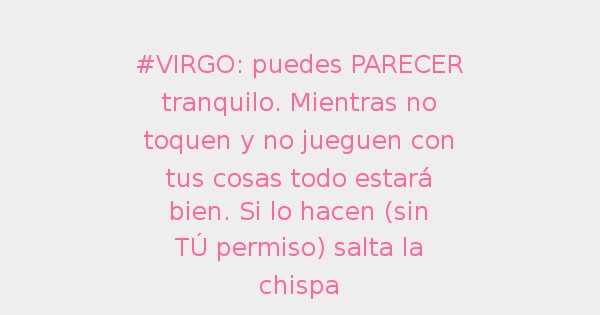 #VIRGO: puedes PARECER
tranquilo. Mientras no
toquen y no jueguen con
tus cosas todo estará
bien. Si lo hacen (sin
TÚ permiso) salta la
chispa